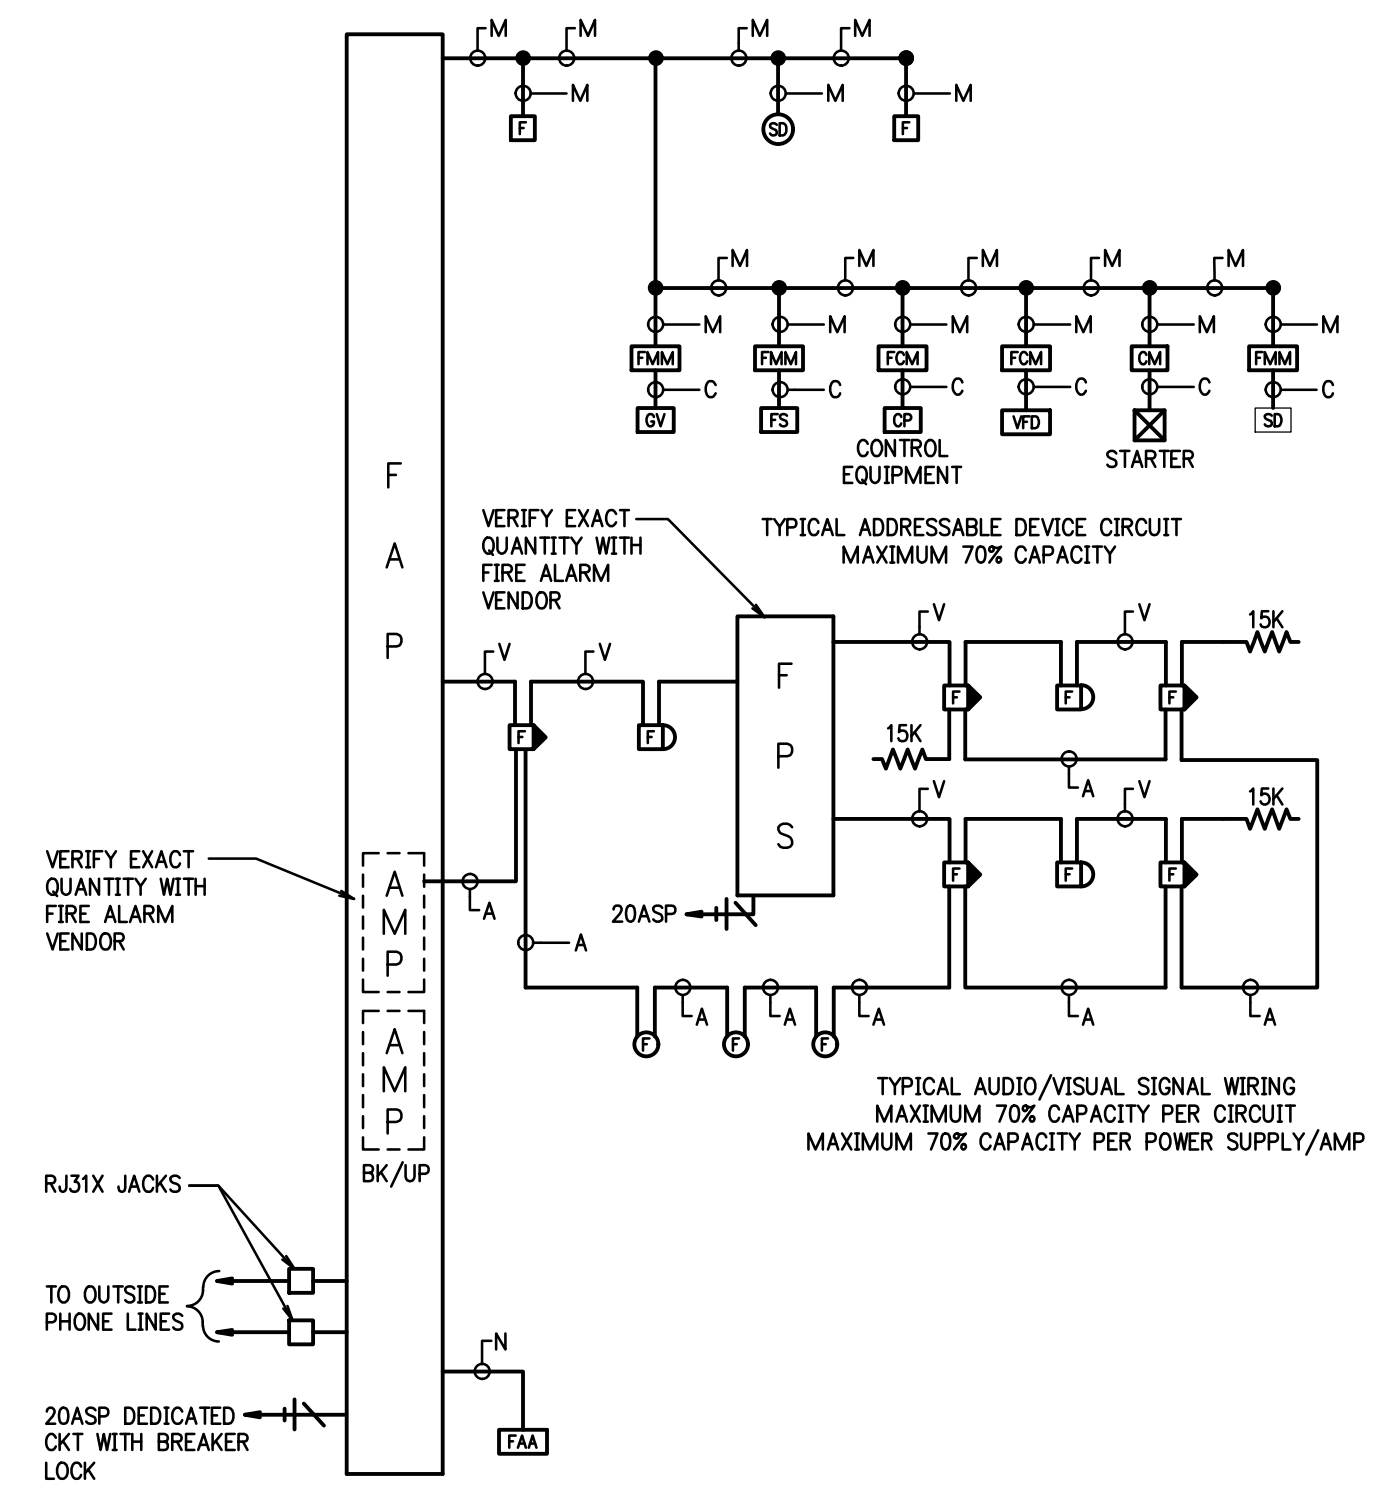 M M M M
M M M
F SD F
M M M M M
M M M M M M
FMM FMM FCM FCM CM FMM
C C C C C C
GV FS CP VFD SD
CONTROL
EQUIPMENT
STARTER
TYPICAL ADDRESSABLE DEVICE CIRCUIT
MAXIMUM 70% CAPACITY
F
A
P
VERIFY EXACT
QUANTITY WITH
FIRE ALARM
VENDOR
V V
F F
F
P
S
V V 15K
F F F
15K
A
V V 15K
F F F
20ASP
VERIFY EXACT
QUANTITY WITH
FIRE ALARM
VENDOR
A
M
P
A
A
A A A A A
F F F
A
M
P
BK/UP
TYPICAL AUDIO/VISUAL SIGNAL WIRING
MAXIMUM 70% CAPACITY PER CIRCUIT
MAXIMUM 70% CAPACITY PER POWER SUPPLY/AMP
RJ31X JACKS
TO OUTSIDE
PHONE LINES
N
FAA
20ASP DEDICATED
CKT WITH BREAKER
LOCK